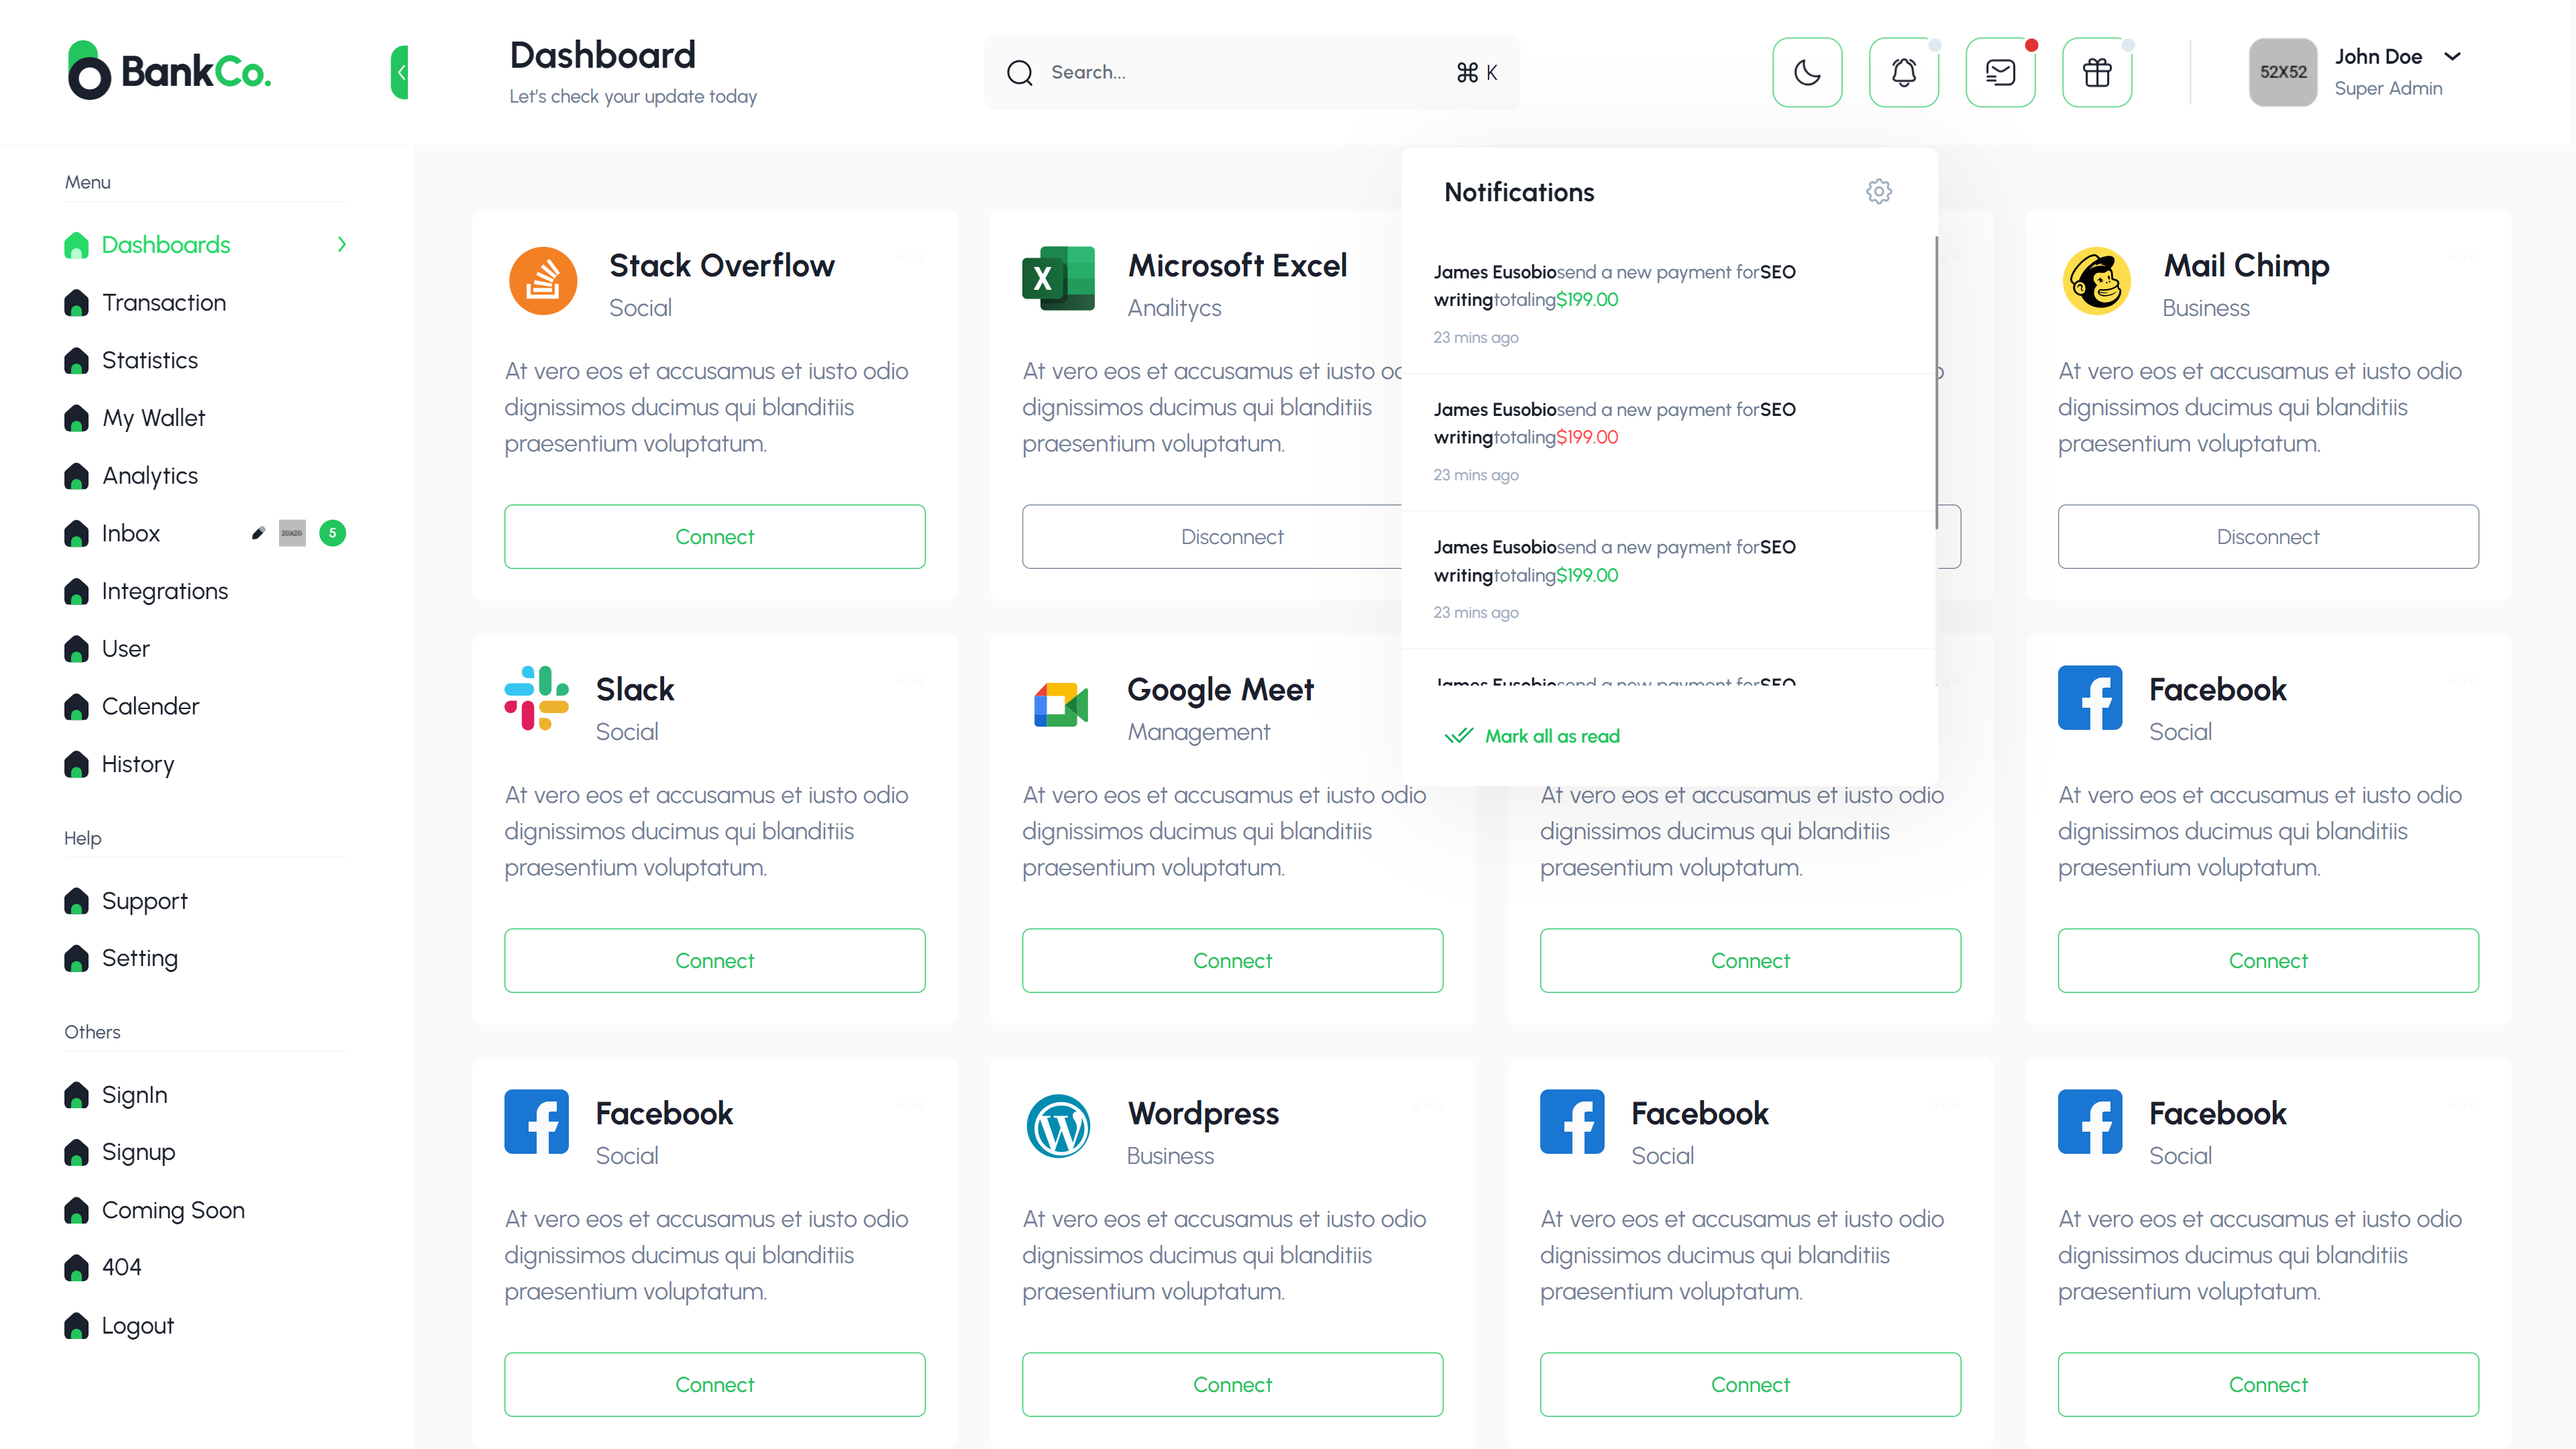 BankCo.
Dashboard
Let's check your update today
Search...
⌘ K
52X52
John Doe
Super Admin
Menu
Dashboards
Transaction
Statistics
My Wallet
Analytics
Inbox
5
Integrations
User
Calender
History
Help
Support
Setting
Others
SignIn
Signup
Coming Soon
404
Logout
Notifications
James Eusobiosend a new payment forSEO
writingtotaling$199.00
23 mins ago
James Eusobiosend a new payment forSEO
writingtotaling$199.00
23 mins ago
James Eusobiosend a new payment forSEO
writingtotaling$199.00
23 mins ago
James Eusobiosend a new payment forSEO
Mark all as read
Stack Overflow
Social
At vero eos et accusamus et iusto odio
dignissimos ducimus qui blanditiis
praesentium voluptatum.
Connect
X
Microsoft Excel
Analitycs
At vero eos et accusamus et iusto
dignissimos ducimus qui blanditiis
praesentium voluptatum.
Disconnect
Mail Chimp
Business
At vero eos et accusamus et iusto odio
dignissimos ducimus qui blanditiis
praesentium voluptatum.
Disconnect
Slack
Social
At vero eos et accusamus et iusto odio
dignissimos ducimus qui blanditiis
praesentium voluptatum.
Connect
Google Meet
Management
At vero eos et accusamus et iusto odio
dignissimos ducimus qui blanditiis
praesentium voluptatum.
Connect
At vero eos et accusamus et iusto odio
dignissimos ducimus qui blanditiis
praesentium voluptatum.
Connect
Facebook
Social
At vero eos et accusamus et iusto odio
dignissimos ducimus qui blanditiis
praesentium voluptatum.
Connect
Facebook
Social
At vero eos et accusamus et iusto odio
dignissimos ducimus qui blanditiis
praesentium voluptatum.
Connect
Wordpress
Business
At vero eos et accusamus et iusto odio
dignissimos ducimus qui blanditiis
praesentium voluptatum.
Connect
Facebook
Social
At vero eos et accusamus et iusto odio
dignissimos ducimus qui blanditiis
praesentium voluptatum.
Connect
Facebook
Social
At vero eos et accusamus et iusto odio
dignissimos ducimus qui blanditiis
praesentium voluptatum.
Connect